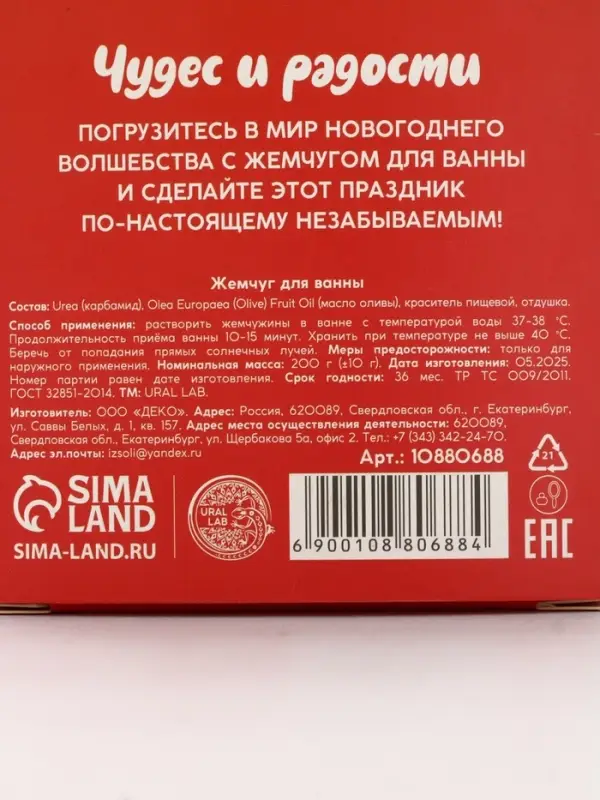 Чудес и радости
ПОГРУЗИТЕСЬ В МИР НОВОГОДНЕГО
ВОЛШЕБСТВА С ЖЕМЧУГОМ ДЛЯ ВАННЫ
И СДЕЛАЙТЕ ЭТОТ ПРАЗДНИК
ПО-НАСТОЯЩЕМУ НЕЗАБЫВАЕМЫМ!
Жемчуг для ванны
Состав: Urea (карбамид), Olea Europaea (Olive) Fruit Oil (масло оливы), краситель пищевой, отдушка.
Способ применения: растворить жемчужины в ванне с температурой воды 37-38 °С.
Продолжительность приёма ванны 10-15 минут. Хранить при температуре не выше 40 °С.
Беречь от попадания прямых солнечных лучей. Меры предосторожности: только для
наружного применения. Номинальная масса: 200 г (±10 г). Дата изготовления: 05.2025.
Номер партии равен дате изготовления. Срок годности: 36 мес. ТР ТС 009/2011.
ГОСТ 32851-2014. ТМ: URAL LAB.
Изготовитель: ООО «ДЕКО». Адрес: Россия, 620089, Свердловская обл., г. Екатеринбург,
ул. Саввы Белых, д. 1, кв. 157. Адрес места осуществления деятельности: 620089,
Свердловская обл., Екатеринбург, ул. Щербакова 5а, офис 2. Тел.: +7 (343) 342-24-70.
Адрес эл.почты: izsoli@yandex.ru
Арт.: 10880688
21
SIMA
LAND
SIMA-LAND.RU
URAL
LAB
6 900108 806884
EAC